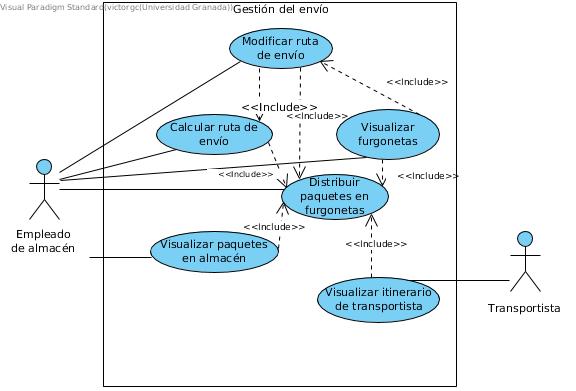 Visual Paradigm Standard(victorgc(Universidad Granada))
Gestión del envío
Modificar ruta
de envío
<<Include>>
<<Include>>
<<Include>>
Calcular ruta de
envío
Visualizar
furgonetas
<<Include>>
<<Include>>
Distribuir
paquetes en
furgonetas
Empleado
de almacén
<<Include>>
Visualizar paquetes
en almacén
<<Include>>
Visualizar itinerario
de transportista
Transportista